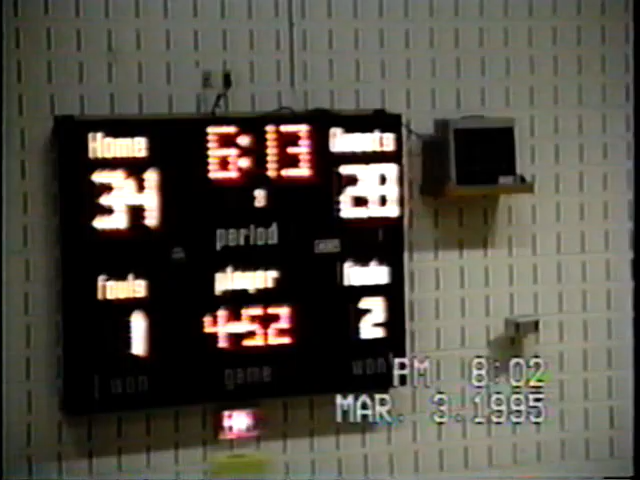 Home 6:13 Guests
34 28
3
period
fouls player fouls
1 4-52 2
won game won
PM 8:02
MAR. 3.1995